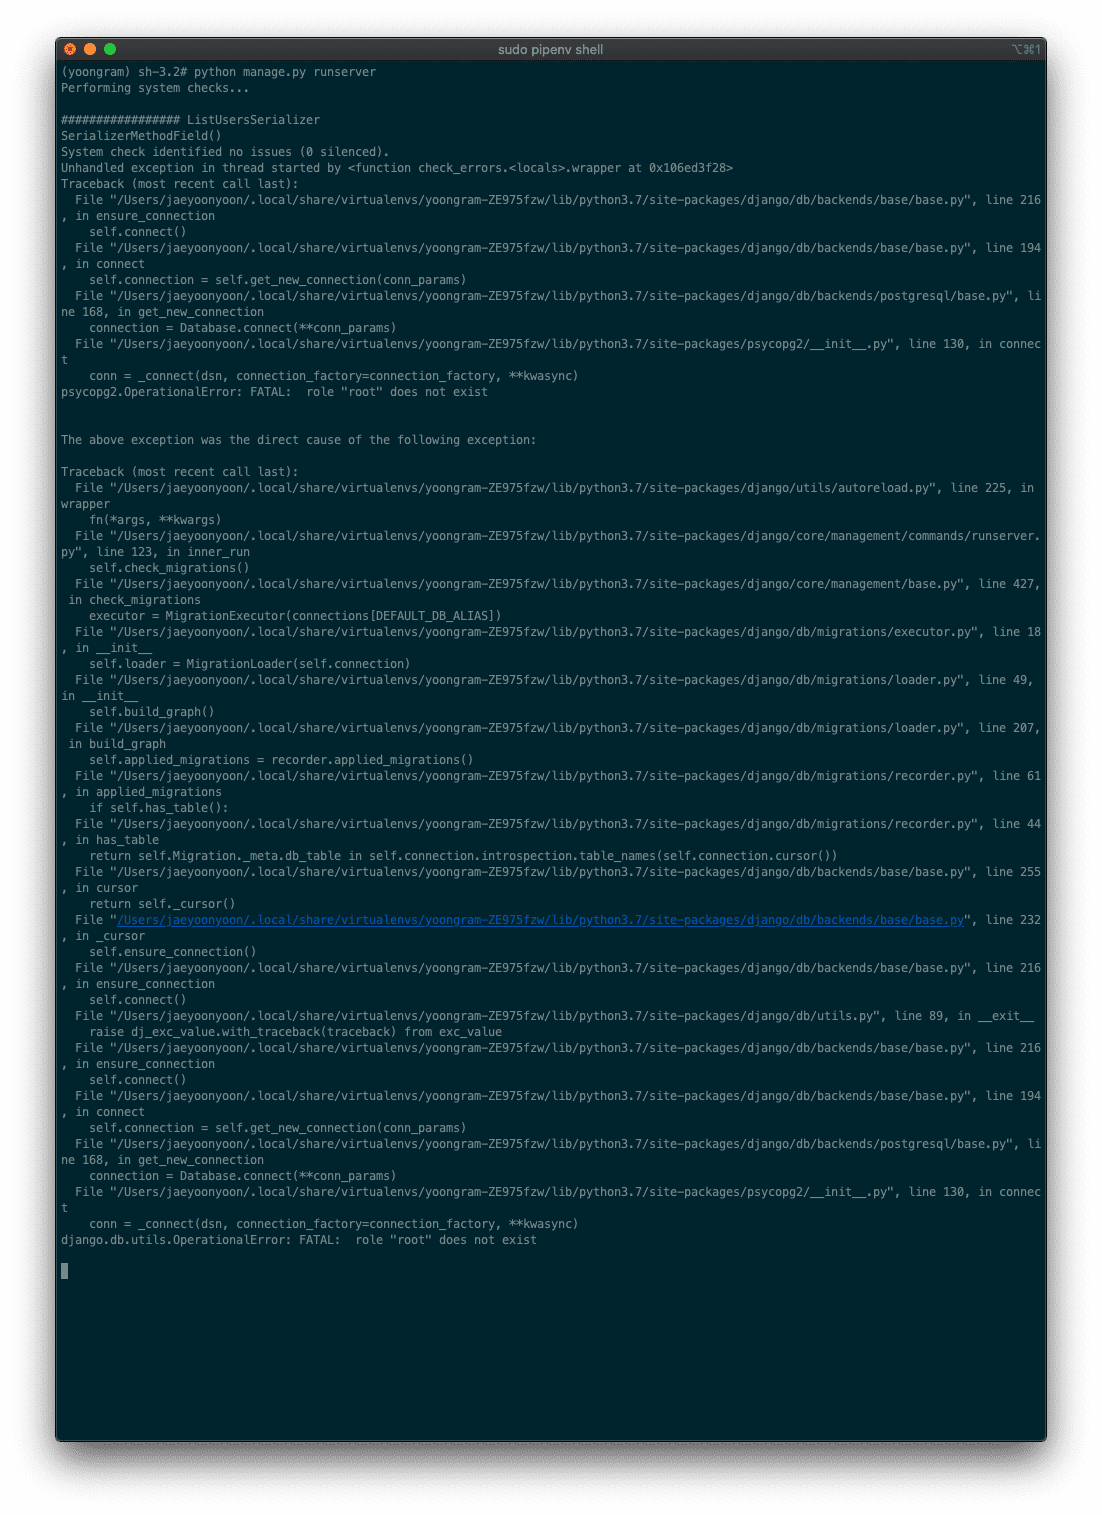 sudo pipenv shell
⌥⌘1
(yoongram) sh-3.2# python manage.py runserver
Performing system checks...
################# ListUsersSerializer
SerializerMethodField()
System check identified no issues (0 silenced).
Unhandled exception in thread started by <function check_errors.<locals>.wrapper at 0x106ed3f28>
Traceback (most recent call last):
  File "/Users/jaeyoonyoon/.local/share/virtualenvs/yoongram-ZE975fzw/lib/python3.7/site-packages/django/db/backends/base/base.py", line 216
, in ensure_connection
    self.connect()
  File "/Users/jaeyoonyoon/.local/share/virtualenvs/yoongram-ZE975fzw/lib/python3.7/site-packages/django/db/backends/base/base.py", line 194
, in connect
    self.connection = self.get_new_connection(conn_params)
  File "/Users/jaeyoonyoon/.local/share/virtualenvs/yoongram-ZE975fzw/lib/python3.7/site-packages/django/db/backends/postgresql/base.py", li
ne 168, in get_new_connection
    connection = Database.connect(**conn_params)
  File "/Users/jaeyoonyoon/.local/share/virtualenvs/yoongram-ZE975fzw/lib/python3.7/site-packages/psycopg2/__init__.py", line 130, in connec
t
    conn = _connect(dsn, connection_factory=connection_factory, **kwasync)
psycopg2.OperationalError: FATAL:  role "root" does not exist
The above exception was the direct cause of the following exception:
Traceback (most recent call last):
  File "/Users/jaeyoonyoon/.local/share/virtualenvs/yoongram-ZE975fzw/lib/python3.7/site-packages/django/utils/autoreload.py", line 225, in
wrapper
    fn(*args, **kwargs)
  File "/Users/jaeyoonyoon/.local/share/virtualenvs/yoongram-ZE975fzw/lib/python3.7/site-packages/django/core/management/commands/runserver.
py", line 123, in inner_run
    self.check_migrations()
  File "/Users/jaeyoonyoon/.local/share/virtualenvs/yoongram-ZE975fzw/lib/python3.7/site-packages/django/core/management/base.py", line 427,
 in check_migrations
    executor = MigrationExecutor(connections[DEFAULT_DB_ALIAS])
  File "/Users/jaeyoonyoon/.local/share/virtualenvs/yoongram-ZE975fzw/lib/python3.7/site-packages/django/db/migrations/executor.py", line 18
, in __init__
    self.loader = MigrationLoader(self.connection)
  File "/Users/jaeyoonyoon/.local/share/virtualenvs/yoongram-ZE975fzw/lib/python3.7/site-packages/django/db/migrations/loader.py", line 49,
in __init__
    self.build_graph()
  File "/Users/jaeyoonyoon/.local/share/virtualenvs/yoongram-ZE975fzw/lib/python3.7/site-packages/django/db/migrations/loader.py", line 207,
 in build_graph
    self.applied_migrations = recorder.applied_migrations()
  File "/Users/jaeyoonyoon/.local/share/virtualenvs/yoongram-ZE975fzw/lib/python3.7/site-packages/django/db/migrations/recorder.py", line 61
, in applied_migrations
    if self.has_table():
  File "/Users/jaeyoonyoon/.local/share/virtualenvs/yoongram-ZE975fzw/lib/python3.7/site-packages/django/db/migrations/recorder.py", line 44
, in has_table
    return self.Migration._meta.db_table in self.connection.introspection.table_names(self.connection.cursor())
  File "/Users/jaeyoonyoon/.local/share/virtualenvs/yoongram-ZE975fzw/lib/python3.7/site-packages/django/db/backends/base/base.py", line 255
, in cursor
    return self._cursor()
  File "/Users/jaeyoonyoon/.local/share/virtualenvs/yoongram-ZE975fzw/lib/python3.7/site-packages/django/db/backends/base/base.py", line 232
, in _cursor
    self.ensure_connection()
  File "/Users/jaeyoonyoon/.local/share/virtualenvs/yoongram-ZE975fzw/lib/python3.7/site-packages/django/db/backends/base/base.py", line 216
, in ensure_connection
    self.connect()
  File "/Users/jaeyoonyoon/.local/share/virtualenvs/yoongram-ZE975fzw/lib/python3.7/site-packages/django/db/utils.py", line 89, in __exit__
    raise dj_exc_value.with_traceback(traceback) from exc_value
  File "/Users/jaeyoonyoon/.local/share/virtualenvs/yoongram-ZE975fzw/lib/python3.7/site-packages/django/db/backends/base/base.py", line 216
, in ensure_connection
    self.connect()
  File "/Users/jaeyoonyoon/.local/share/virtualenvs/yoongram-ZE975fzw/lib/python3.7/site-packages/django/db/backends/base/base.py", line 194
, in connect
    self.connection = self.get_new_connection(conn_params)
  File "/Users/jaeyoonyoon/.local/share/virtualenvs/yoongram-ZE975fzw/lib/python3.7/site-packages/django/db/backends/postgresql/base.py", li
ne 168, in get_new_connection
    connection = Database.connect(**conn_params)
  File "/Users/jaeyoonyoon/.local/share/virtualenvs/yoongram-ZE975fzw/lib/python3.7/site-packages/psycopg2/__init__.py", line 130, in connec
t
    conn = _connect(dsn, connection_factory=connection_factory, **kwasync)
django.db.utils.OperationalError: FATAL:  role "root" does not exist